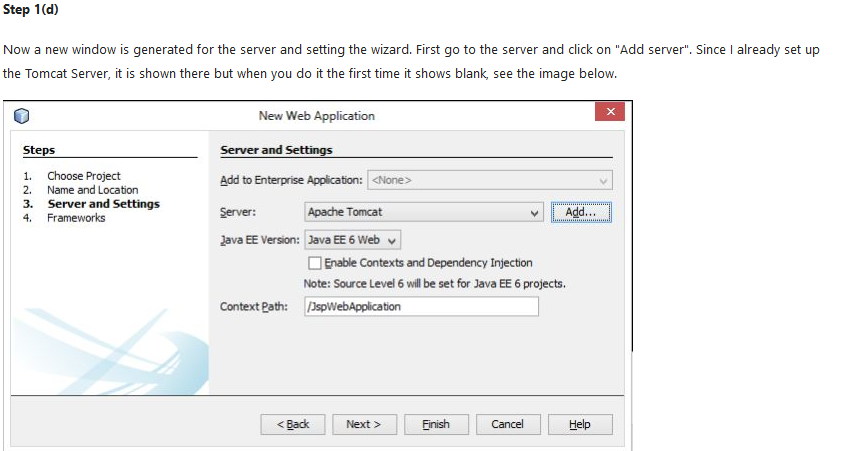 Step 1(d)
Now a new window is generated for the server and setting the wizard. First go to the server and click on "Add server". Since I already set up
the Tomcat Server, it is shown there but when you do it the first time it shows blank, see the image below.
New Web Application
Steps
1. Choose Project
2. Name and Location
3. Server and Settings
4. Frameworks
Server and Settings
Add to Enterprise Application: <None>
Server: Apache Tomcat Add...
Java EE Version: Java EE 6 Web
Enable Contexts and Dependency Injection
Note: Source Level 6 will be set for Java EE 6 projects.
Context Path: /JspWebApplication
< Back Next > Finish Cancel Help